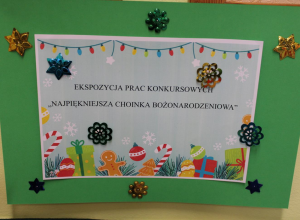 EKSPOZYCJA PRAC KONKURSOWYCH
„NAJPIĘKNIEJSZA CHOINKA BOŻONARODZENIOWA"